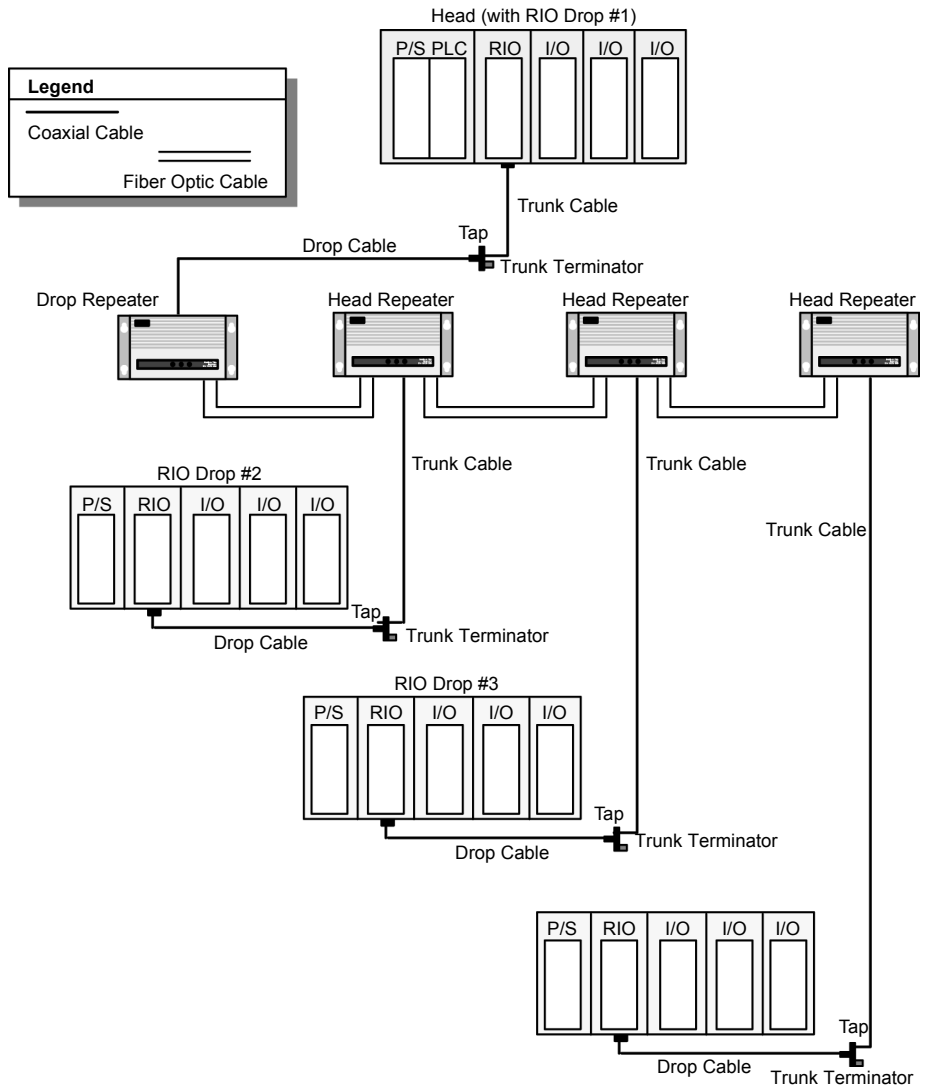 Head (with RIO Drop #1)
P/S PLC RIO I/O I/O I/O
Legend
Coaxial Cable
Fiber Optic Cable
Trunk Cable
Tap
Drop Cable
Trunk Terminator
Drop Repeater
Head Repeater
Head Repeater
Head Repeater
Trunk Cable
Trunk Cable
RIO Drop #2
P/S RIO I/O I/O I/O
Trunk Cable
Tap
Trunk Terminator
Drop Cable
RIO Drop #3
P/S RIO I/O I/O I/O
Tap
Trunk Terminator
Drop Cable
P/S RIO I/O I/O I/O
Tap
Drop Cable
Trunk Terminator